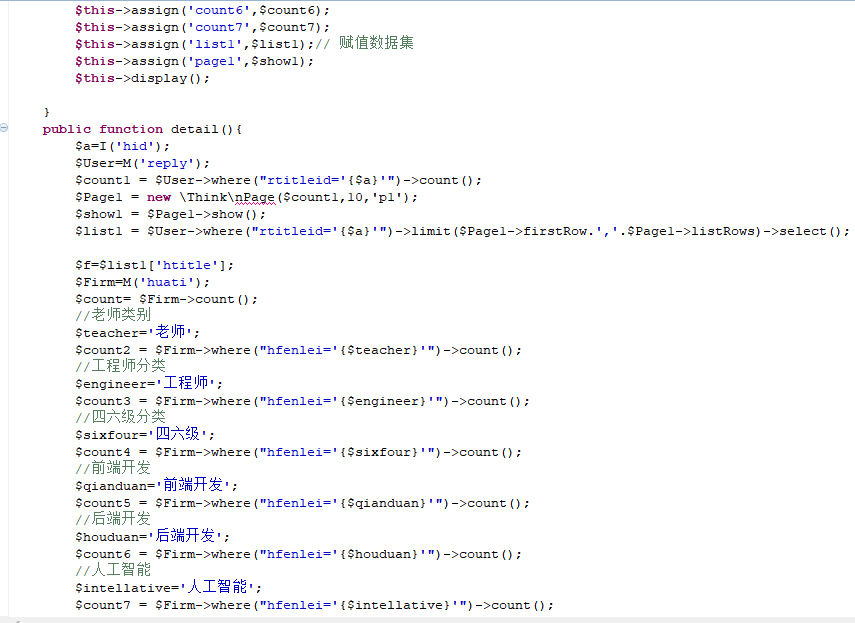 $this->assign('count6',$count6);
$this->assign('count7',$count7);
$this->assign('list1',$list1);// 赋值数据集
$this->assign('page1',$show1);
$this->display();
}
public function detail(){
$a=I('hid');
$User=M('reply');
$count1 = $User->where("rtitleid='{$a}'")->count();
$Page1 = new \Think\nPage($count1,10,'p1');
$show1 = $Page1->show();
$list1 = $User->where("rtitleid='{$a}'")->limit($Page1->firstRow.','.$Page1->listRows)->select();
$f=$list1['htitle'];
$Firm=M('huati');
$count= $Firm->count();
//老师类别
$teacher='老师';
$count2 = $Firm->where("hfenlei='{$teacher}'")->count();
//工程师分类
$engineer='工程师';
$count3 = $Firm->where("hfenlei='{$engineer}'")->count();
//四六级分类
$sixfour='四六级';
$count4 = $Firm->where("hfenlei='{$sixfour}'")->count();
//前端开发
$qianduan='前端开发';
$count5 = $Firm->where("hfenlei='{$qianduan}'")->count();
//后端开发
$houduan='后端开发';
$count6 = $Firm->where("hfenlei='{$houduan}'")->count();
//人工智能
$intellative='人工智能';
$count7 = $Firm->where("hfenlei='{$intellative}'")->count();